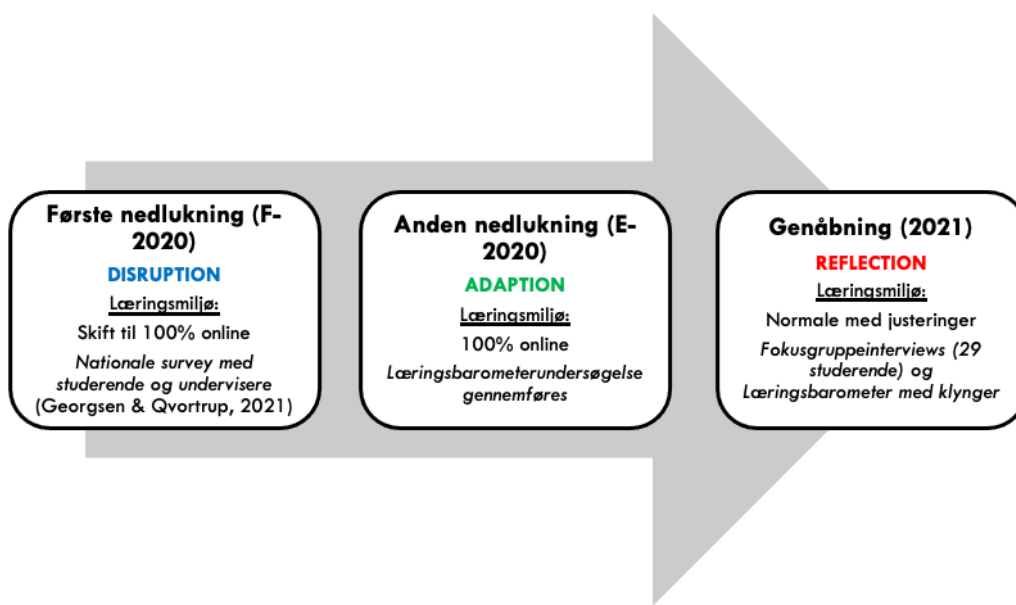 Første nedlukning (F-
2020)
DISRUPTION
Læringsmiljø:
Skift til 100% online
Nationale survey med
studerende og undervisere
(Georgsen & Qvortrup, 2021)
Anden nedlukning (E-
2020)
ADAPTION
Læringsmiljø:
100% online
Læringsbarometerundersøgelse
gennemføres
Genåbning (2021)
REFLECTION
Læringsmiljø:
Normale med justeringer
Fokusgruppeinterviews (29
studerende) og
Læringsbarometer med klynger